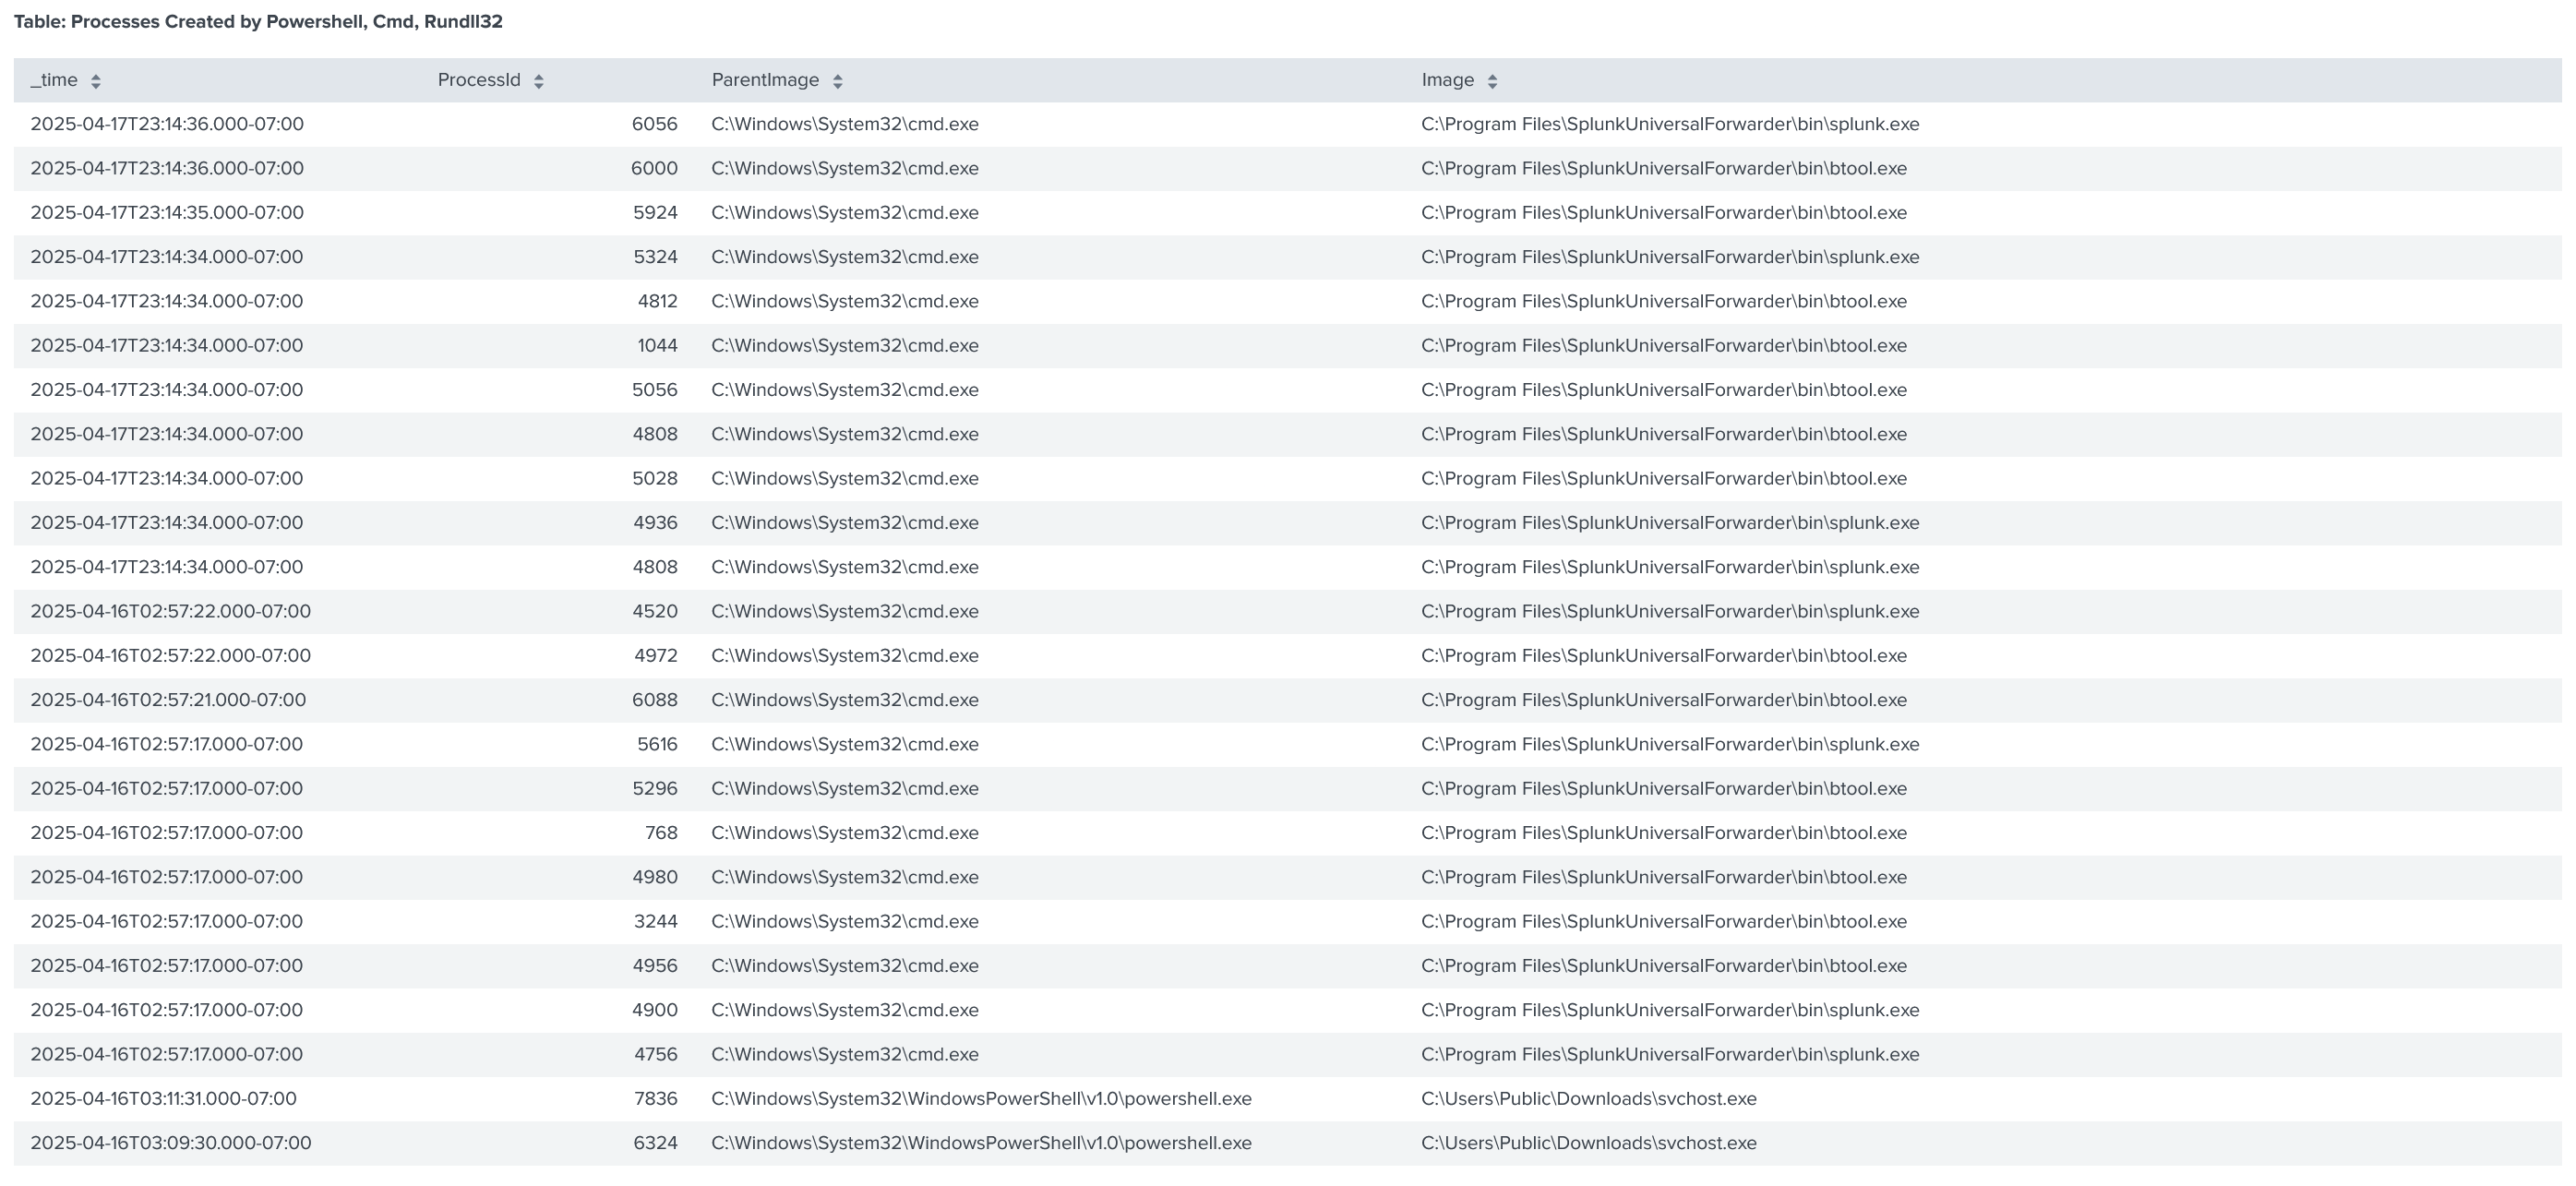 Table: Processes Created by Powershell, Cmd, Rundll32
_time ProcessId ParentImage Image
2025-04-17T23:14:36.000-07:00 6056 C:\Windows\System32\cmd.exe C:\Program Files\SplunkUniversalForwarder\bin\splunk.exe
2025-04-17T23:14:36.000-07:00 6000 C:\Windows\System32\cmd.exe C:\Program Files\SplunkUniversalForwarder\bin\btool.exe
2025-04-17T23:14:35.000-07:00 5924 C:\Windows\System32\cmd.exe C:\Program Files\SplunkUniversalForwarder\bin\btool.exe
2025-04-17T23:14:34.000-07:00 5324 C:\Windows\System32\cmd.exe C:\Program Files\SplunkUniversalForwarder\bin\splunk.exe
2025-04-17T23:14:34.000-07:00 4812 C:\Windows\System32\cmd.exe C:\Program Files\SplunkUniversalForwarder\bin\btool.exe
2025-04-17T23:14:34.000-07:00 1044 C:\Windows\System32\cmd.exe C:\Program Files\SplunkUniversalForwarder\bin\btool.exe
2025-04-17T23:14:34.000-07:00 5056 C:\Windows\System32\cmd.exe C:\Program Files\SplunkUniversalForwarder\bin\btool.exe
2025-04-17T23:14:34.000-07:00 4808 C:\Windows\System32\cmd.exe C:\Program Files\SplunkUniversalForwarder\bin\btool.exe
2025-04-17T23:14:34.000-07:00 5028 C:\Windows\System32\cmd.exe C:\Program Files\SplunkUniversalForwarder\bin\btool.exe
2025-04-17T23:14:34.000-07:00 4936 C:\Windows\System32\cmd.exe C:\Program Files\SplunkUniversalForwarder\bin\splunk.exe
2025-04-17T23:14:34.000-07:00 4808 C:\Windows\System32\cmd.exe C:\Program Files\SplunkUniversalForwarder\bin\splunk.exe
2025-04-16T02:57:22.000-07:00 4520 C:\Windows\System32\cmd.exe C:\Program Files\SplunkUniversalForwarder\bin\splunk.exe
2025-04-16T02:57:22.000-07:00 4972 C:\Windows\System32\cmd.exe C:\Program Files\SplunkUniversalForwarder\bin\btool.exe
2025-04-16T02:57:21.000-07:00 6088 C:\Windows\System32\cmd.exe C:\Program Files\SplunkUniversalForwarder\bin\btool.exe
2025-04-16T02:57:17.000-07:00 5616 C:\Windows\System32\cmd.exe C:\Program Files\SplunkUniversalForwarder\bin\splunk.exe
2025-04-16T02:57:17.000-07:00 5296 C:\Windows\System32\cmd.exe C:\Program Files\SplunkUniversalForwarder\bin\btool.exe
2025-04-16T02:57:17.000-07:00 768 C:\Windows\System32\cmd.exe C:\Program Files\SplunkUniversalForwarder\bin\btool.exe
2025-04-16T02:57:17.000-07:00 4980 C:\Windows\System32\cmd.exe C:\Program Files\SplunkUniversalForwarder\bin\btool.exe
2025-04-16T02:57:17.000-07:00 3244 C:\Windows\System32\cmd.exe C:\Program Files\SplunkUniversalForwarder\bin\btool.exe
2025-04-16T02:57:17.000-07:00 4956 C:\Windows\System32\cmd.exe C:\Program Files\SplunkUniversalForwarder\bin\btool.exe
2025-04-16T02:57:17.000-07:00 4900 C:\Windows\System32\cmd.exe C:\Program Files\SplunkUniversalForwarder\bin\splunk.exe
2025-04-16T02:57:17.000-07:00 4756 C:\Windows\System32\cmd.exe C:\Program Files\SplunkUniversalForwarder\bin\splunk.exe
2025-04-16T03:11:31.000-07:00 7836 C:\Windows\System32\WindowsPowerShell\v1.0\powershell.exe C:\Users\Public\Downloads\svchost.exe
2025-04-16T03:09:30.000-07:00 6324 C:\Windows\System32\WindowsPowerShell\v1.0\powershell.exe C:\Users\Public\Downloads\svchost.exe